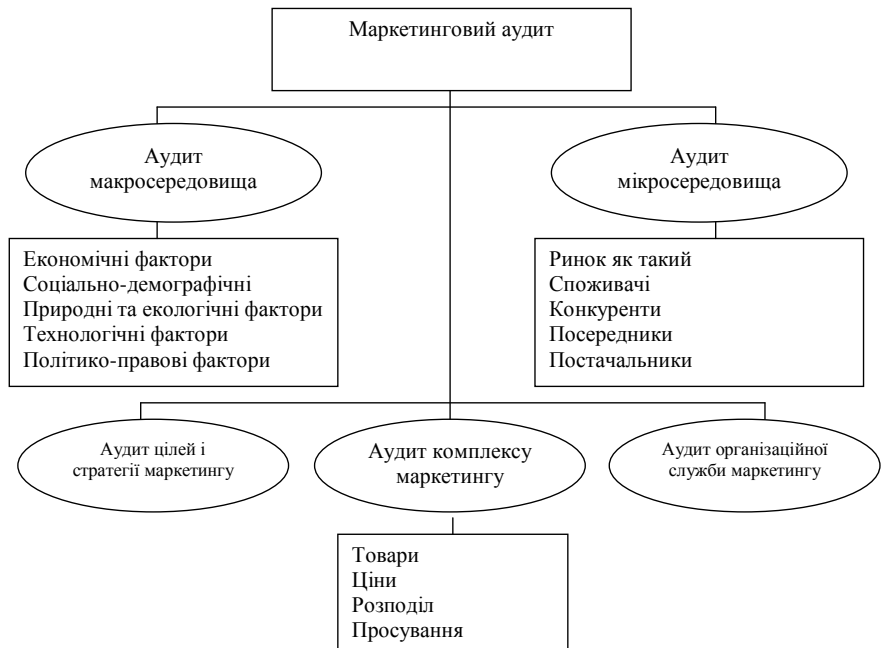 Маркетинговий аудит
Аудит
макросередовища
Аудит
мікросередовища
Економічні фактори
Соціально-демографічні
Природні та екологічні фактори
Технологічні фактори
Політико-правові фактори
Ринок як такий
Споживачі
Конкуренти
Посередники
Постачальники
Аудит цілей і
стратегії маркетингу
Аудит комплексу
маркетингу
Аудит організаційної
служби маркетингу
Товари
Ціни
Розподіл
Просування